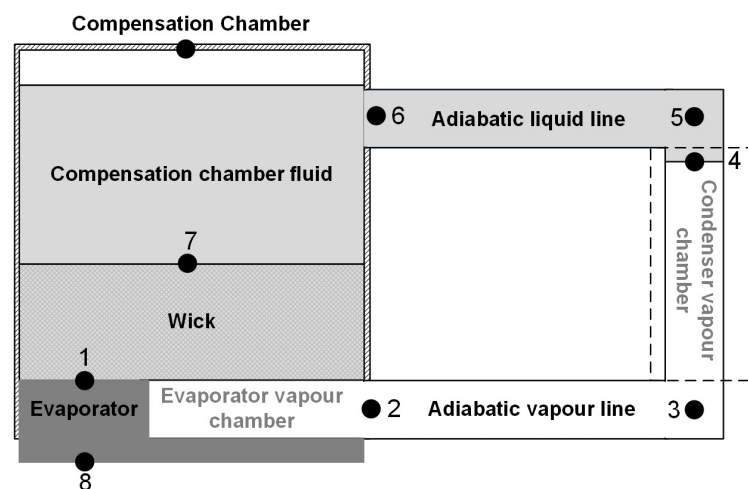 Compensation Chamber
6
Adiabatic liquid line
5
4
Compensation chamber fluid
7
Condenser vapour
chamber
Wick
1
Evaporator
Evaporator vapour
chamber
2
Adiabatic vapour line
3
8